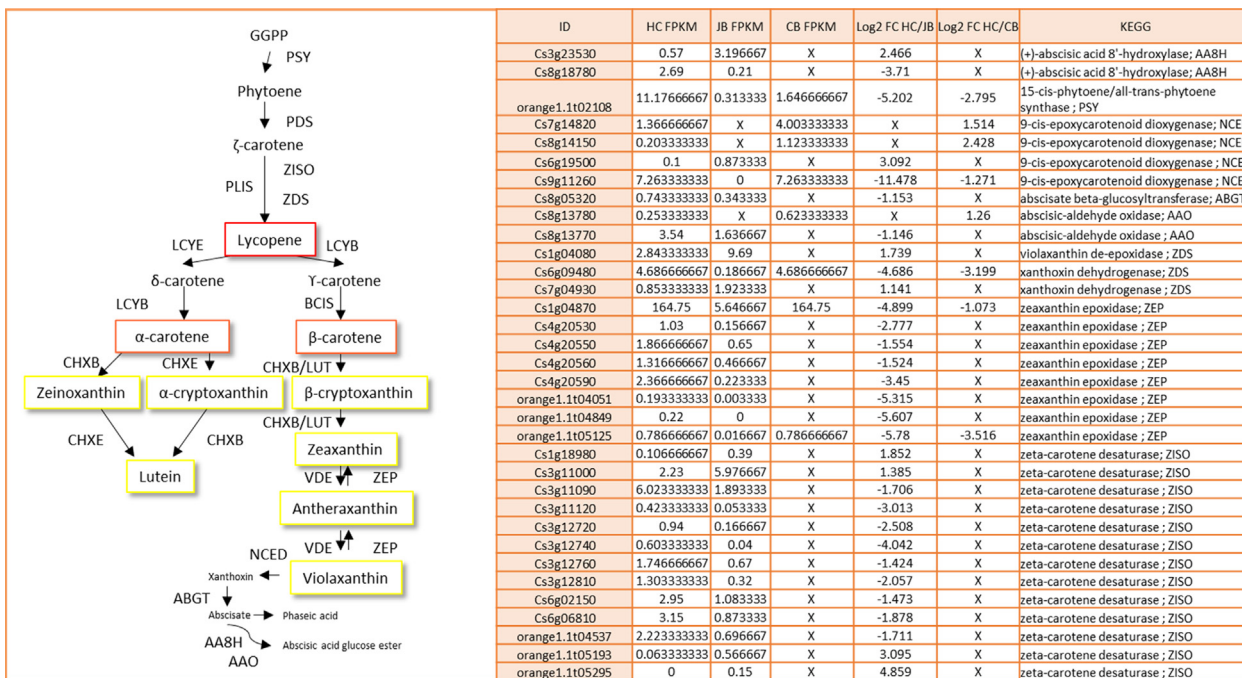 GGPP
PSY
Phytoene
PDS
ζ-carotene
ZISO
PLIS
ZDS
Lycopene
LCYE
LCYB
δ-carotene
ϒ-carotene
LCYB
BCIS
α-carotene
β-carotene
CHXB
CHXE
CHXB/LUT
Zeinoxanthin
α-cryptoxanthin
β-cryptoxanthin
CHXE
CHXB
CHXB/LUT
Lutein
Zeaxanthin
VDE
ZEP
Antheraxanthin
VDE
ZEP
NCED
Xanthoxin
Violaxanthin
ABGT
Abscisate
Phaseic acid
AA8H
Abscisic acid glucose ester
AAO
ID HC FPKM JB FPKM CB FPKM Log2 FC HC/JB Log2 FC HC/CB KEGG
Cs3g23530 0.57 3.196667 X 2.466 X (+)-abscisic acid 8'-hydroxylase; AA8H
Cs8g18780 2.69 0.21 X -3.71 X (+)-abscisic acid 8'-hydroxylase; AA8H
orange1.1t02108 11.17666667 0.313333 1.646666667 -5.202 -2.795 15-cis-phytoene/all-trans-phytoene
synthase ; PSY
Cs7g14820 1.366666667 X 4.003333333 X 1.514 9-cis-epoxycarotenoid dioxygenase; NCE
Cs8g14150 0.203333333 X 1.123333333 X 2.428 9-cis-epoxycarotenoid dioxygenase; NCE
Cs6g19500 0.1 0.873333 X 3.092 X 9-cis-epoxycarotenoid dioxygenase ; NCE
Cs9g11260 7.263333333 0 7.263333333 -11.478 -1.271 9-cis-epoxycarotenoid dioxygenase ; NCE
Cs8g05320 0.743333333 0.343333 X -1.153 X abscisate beta-glucosyltransferase; ABGT
Cs8g13780 0.253333333 X 0.623333333 X 1.26 abscisic-aldehyde oxidase; AAO
Cs8g13770 3.54 1.636667 X -1.146 X abscisic-aldehyde oxidase ; AAO
Cs1g04080 2.843333333 9.69 X 1.739 X violaxanthin de-epoxidase ; ZDS
Cs6g09480 4.686666667 0.186667 4.686666667 -4.686 -3.199 xanthoxin dehydrogenase; ZDS
Cs7g04930 0.853333333 1.923333 X 1.141 X xanthoxin dehydrogenase ; ZDS
Cs1g04870 164.75 5.646667 164.75 -4.899 -1.073 zeaxanthin epoxidase; ZEP
Cs4g20530 1.03 0.156667 X -2.777 X zeaxanthin epoxidase ; ZEP
Cs4g20550 1.866666667 0.65 X -1.554 X zeaxanthin epoxidase ; ZEP
Cs4g20560 1.316666667 0.466667 X -1.524 X zeaxanthin epoxidase ; ZEP
Cs4g20590 2.366666667 0.223333 X -3.45 X zeaxanthin epoxidase ; ZEP
orange1.1t04051 0.193333333 0.003333 X -5.315 X zeaxanthin epoxidase ; ZEP
orange1.1t04849 0.22 0 X -5.607 X zeaxanthin epoxidase ; ZEP
orange1.1t05125 0.786666667 0.016667 0.786666667 -5.78 -3.516 zeaxanthin epoxidase ; ZEP
Cs1g18980 0.106666667 0.39 X 1.852 X zeta-carotene desaturase; ZISO
Cs3g11000 2.23 5.976667 X 1.385 X zeta-carotene desaturase; ZISO
Cs3g11090 6.023333333 1.893333 X -1.706 X zeta-carotene desaturase ; ZISO
Cs3g11120 0.423333333 0.053333 X -3.013 X zeta-carotene desaturase ; ZISO
Cs3g12720 0.94 0.166667 X -2.508 X zeta-carotene desaturase ; ZISO
Cs3g12740 0.603333333 0.04 X -4.042 X zeta-carotene desaturase ; ZISO
Cs3g12760 1.746666667 0.67 X -1.424 X zeta-carotene desaturase ; ZISO
Cs3g12810 1.303333333 0.32 X -2.057 X zeta-carotene desaturase ; ZISO
Cs6g02150 2.95 1.083333 X -1.473 X zeta-carotene desaturase ; ZISO
Cs6g06810 3.15 0.873333 X -1.878 X zeta-carotene desaturase ; ZISO
orange1.1t04537 2.223333333 0.696667 X -1.711 X zeta-carotene desaturase ; ZISO
orange1.1t05193 0.063333333 0.566667 X 3.095 X zeta-carotene desaturase ; ZISO
orange1.1t05295 0 0.15 X 4.859 X zeta-carotene desaturase ; ZISO